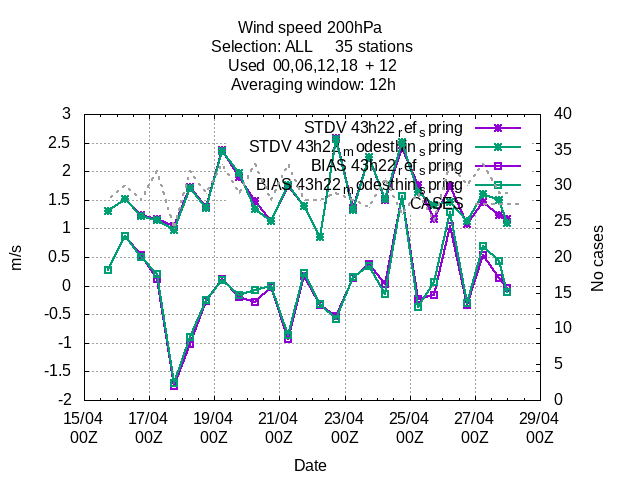 Wind speed 200hPa
Selection: ALL 35 stations
Used 00,06,12,18 + 12
Averaging window: 12h
STDV 43h22_ref_spring
STDV 43h22_modesthin_spring
BIAS 43h22_ref_spring
BIAS 43h22_modesthin_spring
CASES
3
2.5
2
1.5
1
0.5
0
-0.5
-1
-1.5
-2
m/s
40
35
30
25
20
15
10
5
0
No cases
15/04 17/04 19/04 21/04 23/04 25/04 27/04 29/04
00Z 00Z 00Z 00Z 00Z 00Z 00Z 00Z
Date